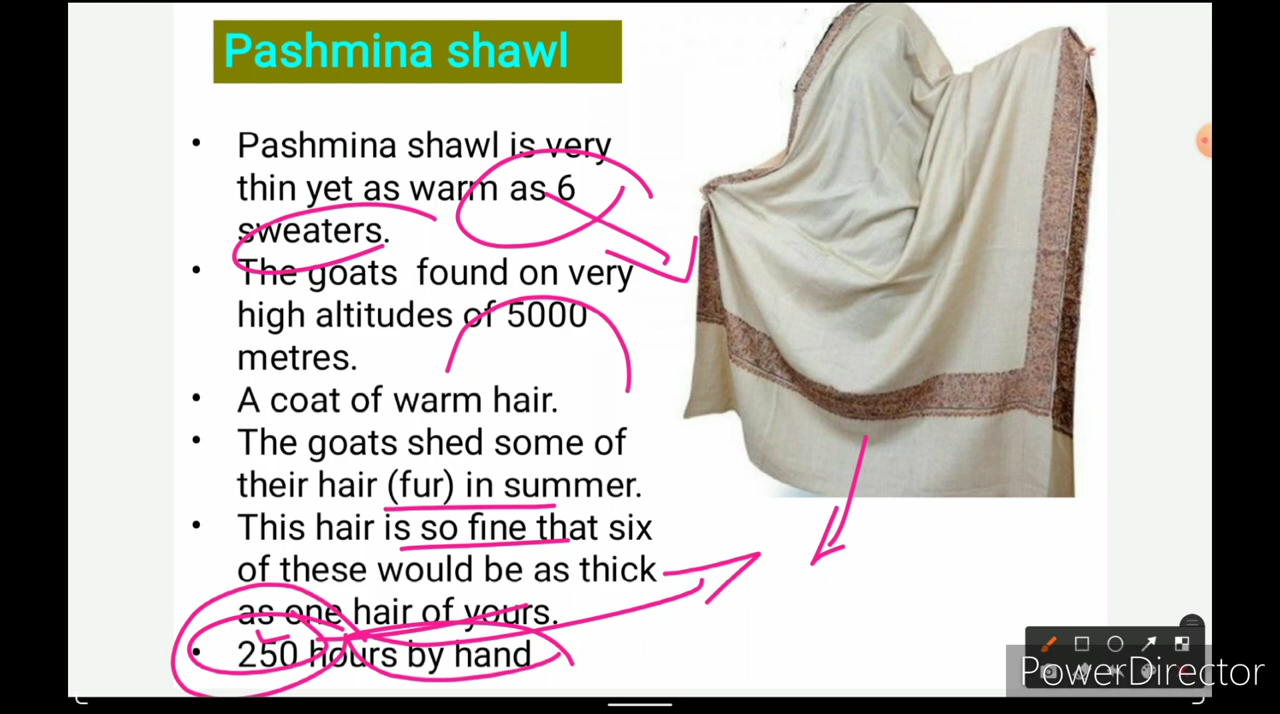 Pashmina shawl
• Pashmina shawl is very
thin yet as warm as 6
sweaters.
• The goats found on very
high altitudes of 5000
metres.
• A coat of warm hair.
• The goats shed some of
their hair (fur) in summer.
• This hair is so fine that six
of these would be as thick
as one hair of yours.
• 250 hours by hand
PowerDirector